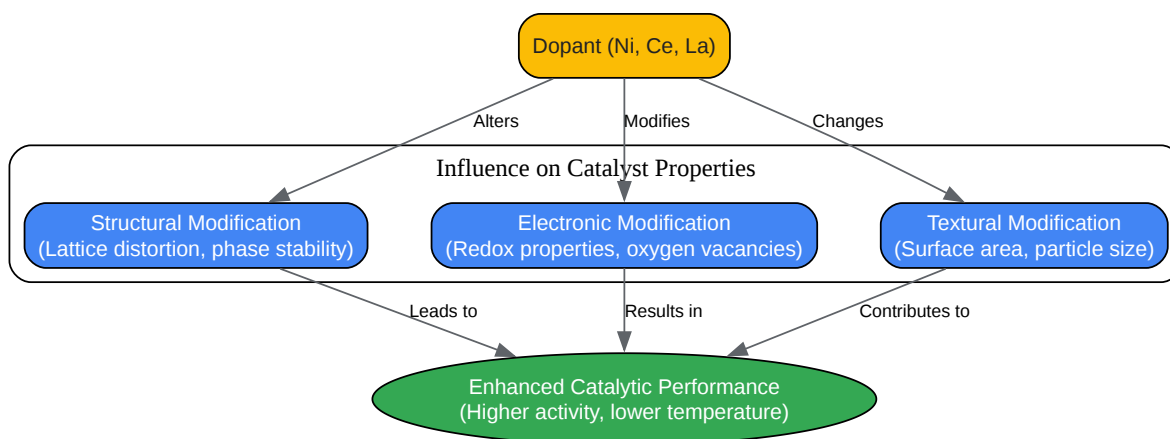 Dopant (Ni, Ce, La)
Alters
Modifies
Changes
Influence on Catalyst Properties
Structural Modification
(Lattice distortion, phase stability)
Electronic Modification
(Redox properties, oxygen vacancies)
Textural Modification
(Surface area, particle size)
Leads to
Results in
Contributes to
Enhanced Catalytic Performance
(Higher activity, lower temperature)